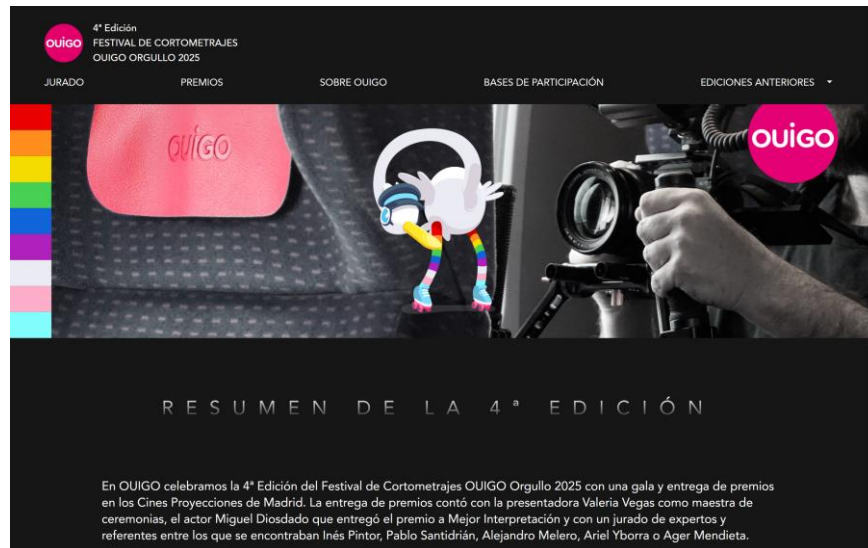 ouigo
4ª Edición
FESTIVAL DE CORTOMETRAJES
OUIGO ORGULLO 2025
JURADO
PREMIOS
SOBRE OUIGO
BASES DE PARTICIPACIÓN
EDICIONES ANTERIORES
ouigo
ouigo
RESUMEN DE LA 4ª EDICIÓN
En OUIGO celebramos la 4ª Edición del Festival de Cortometrajes OUIGO Orgullo 2025 con una gala y entrega de premios
en los Cines Proyecciones de Madrid. La entrega de premios contó con la presentadora Valeria Vegas como maestra de
ceremonias, el actor Miguel Diosdado que entregó el premio a Mejor Interpretación y con un jurado de expertos y
referentes entre los que se encontraban Inés Pintor, Pablo Santidrián, Alejandro Melero, Ariel Yborra o Ager Mendieta.